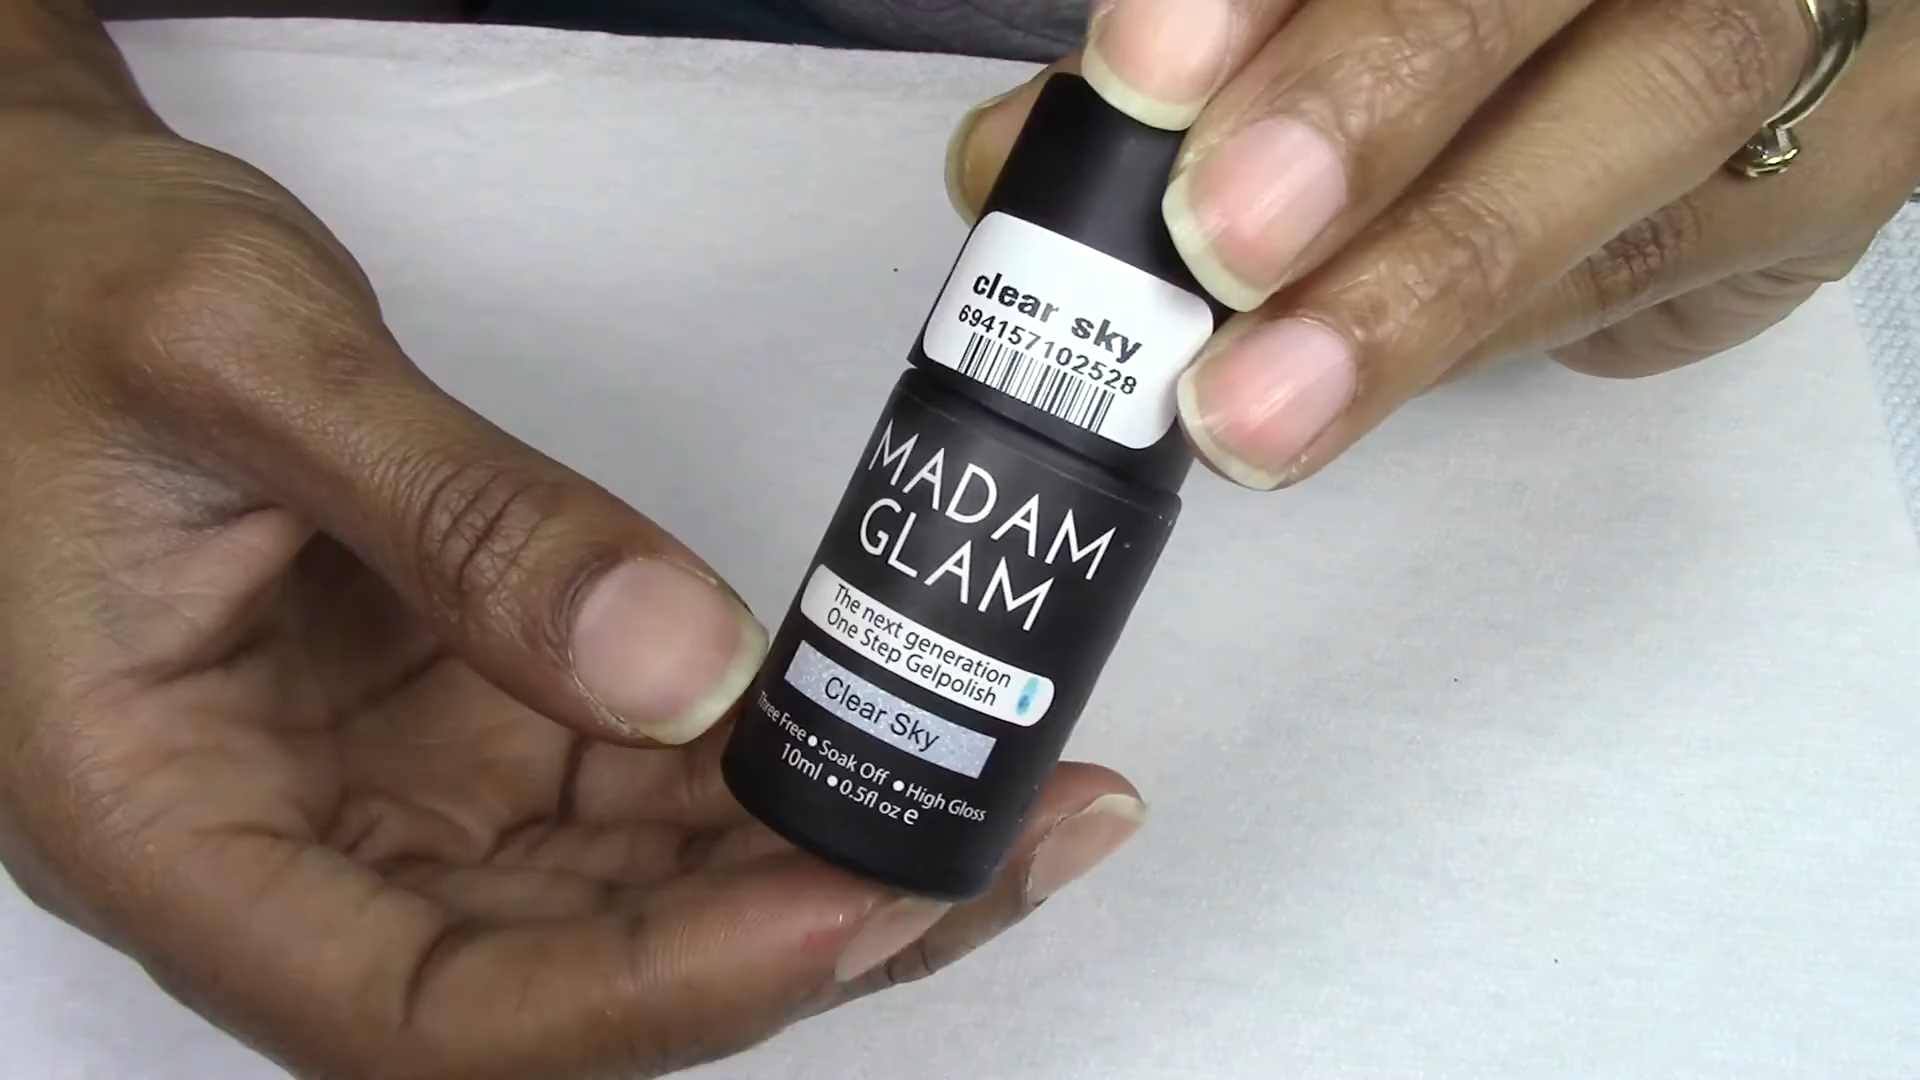 clear sky
694157102528
MADAM
GLAM
The next generation
One Step Gelpolish
Clear Sky
Three Free ● Soak Off ● High Gloss
10ml ● 0.5fl oz e